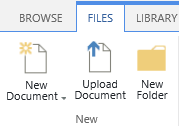 BROWSE FILES LIBRARY
New Upload New
Document Document Folder
New